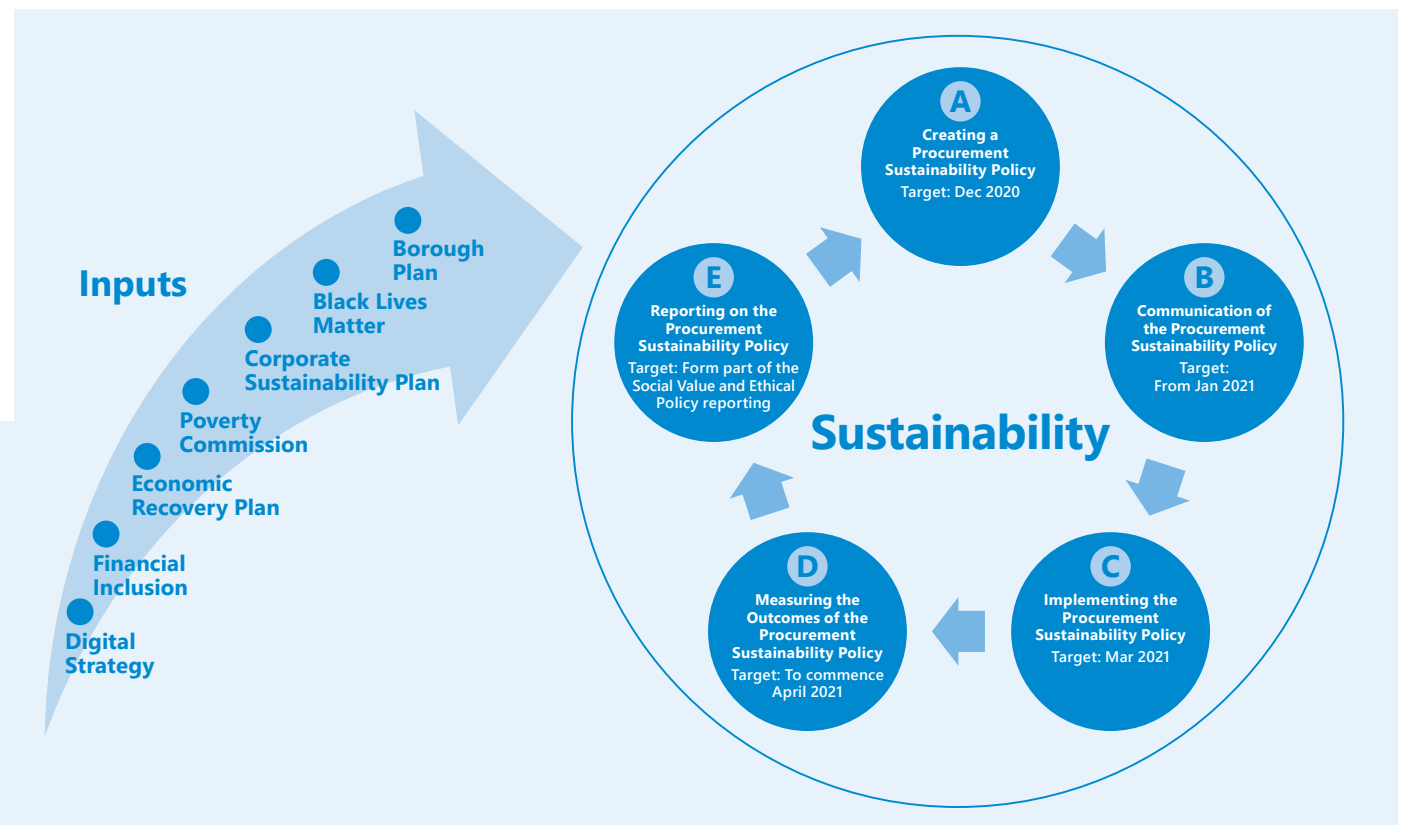 Inputs
Borough
Plan
Black Lives
Matter
Corporate
Sustainability Plan
Poverty
Commission
Economic
Recovery Plan
Financial
Inclusion
Digital
Strategy
Sustainability
A
Creating a
Procurement
Sustainability Policy
Target: Dec 2020
B
Communication of
the Procurement
Sustainability Policy
Target:
From Jan 2021
C
Implementing the
Procurement
Sustainability Policy
Target: Mar 2021
D
Measuring the
Outcomes of the
Procurement
Sustainability Policy
Target: To commence
April 2021
E
Reporting on the
Procurement
Sustainability Policy
Target: Form part of the
Social Value and Ethical
Policy reporting